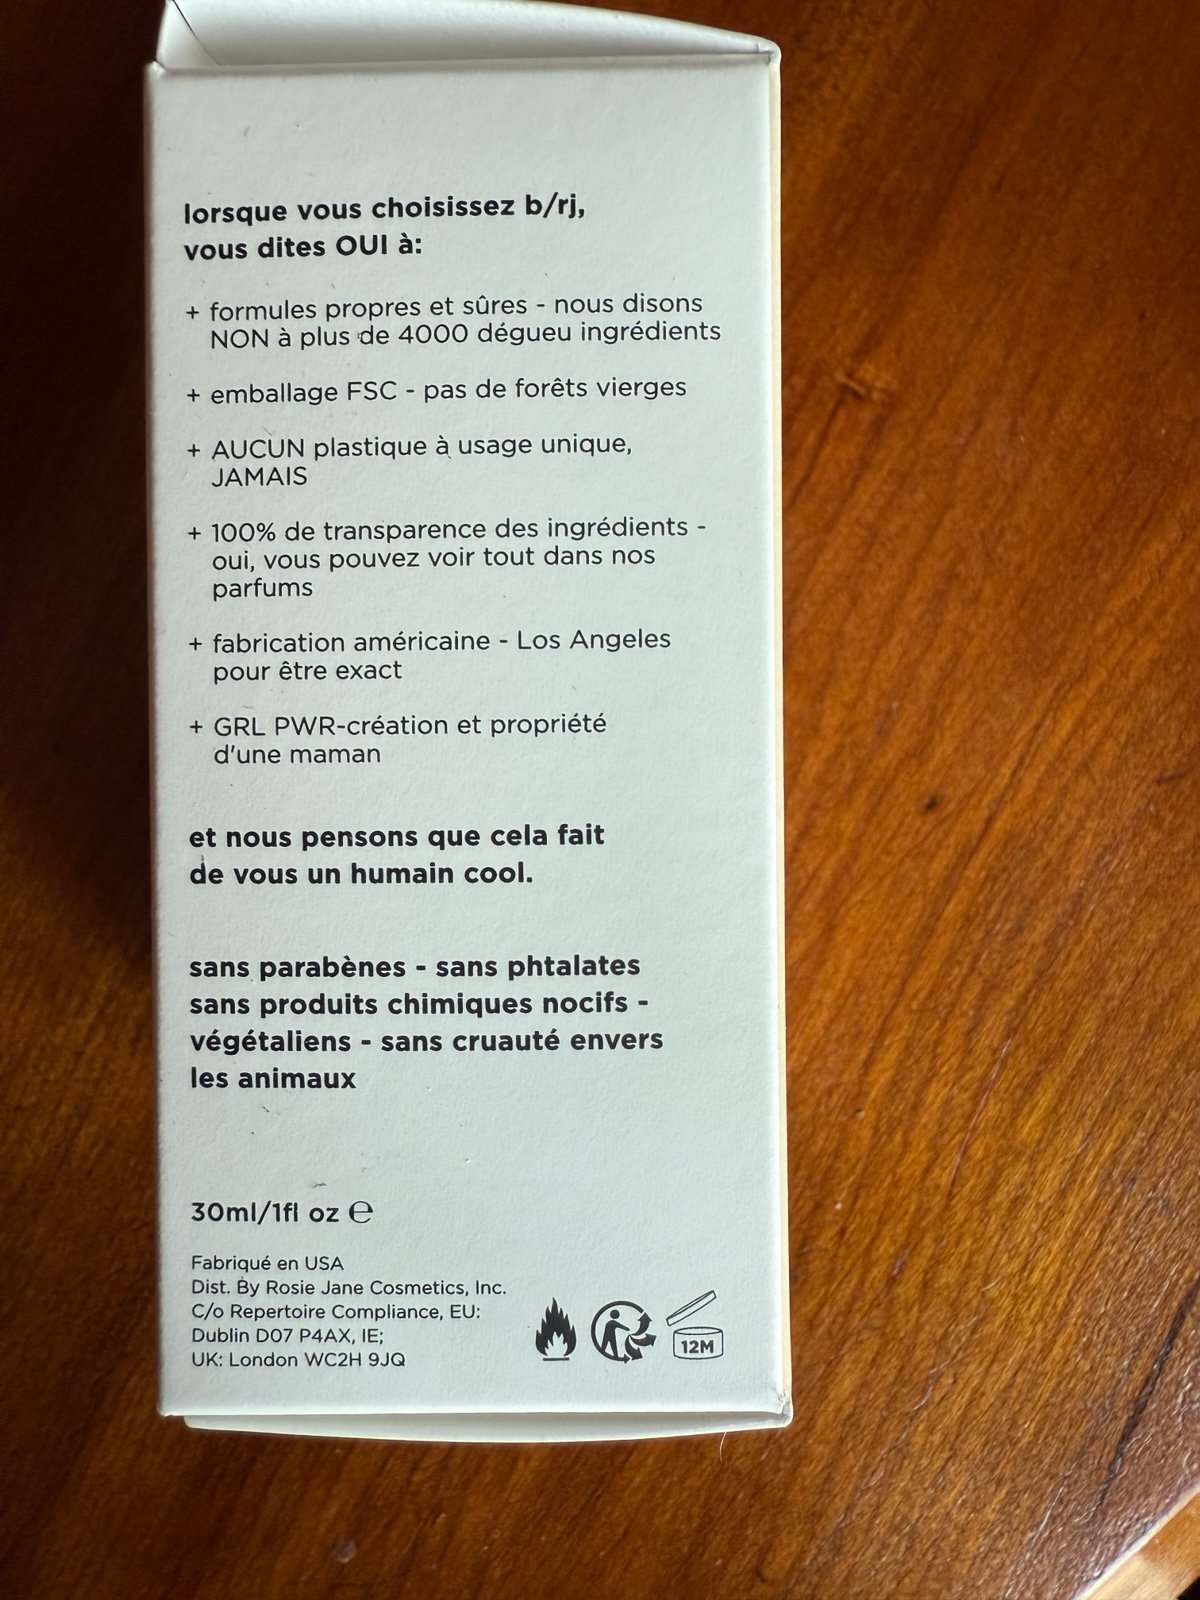 lorsque vous choisissez b/rj,
vous dites OUI à:
+ formules propres et sûres - nous disons
NON à plus de 4000 dégueu ingrédients
+ emballage FSC - pas de forêts vierges
+ AUCUN plastique à usage unique,
JAMAIS
+ 100% de transparence des ingrédients -
oui, vous pouvez voir tout dans nos
parfums
+ fabrication américaine - Los Angeles
pour être exact
+ GRL PWR-création et propriété
d'une maman
et nous pensons que cela fait
de vous un humain cool.
sans parabènes - sans phtalates
sans produits chimiques nocifs -
végétaliens - sans cruauté envers
les animaux
30ml/1fl oz ℮
Fabriqué en USA
Dist. By Rosie Jane Cosmetics, Inc.
C/o Repertoire Compliance, EU:
Dublin D07 P4AX, IE;
UK: London WC2H 9JQ
12M